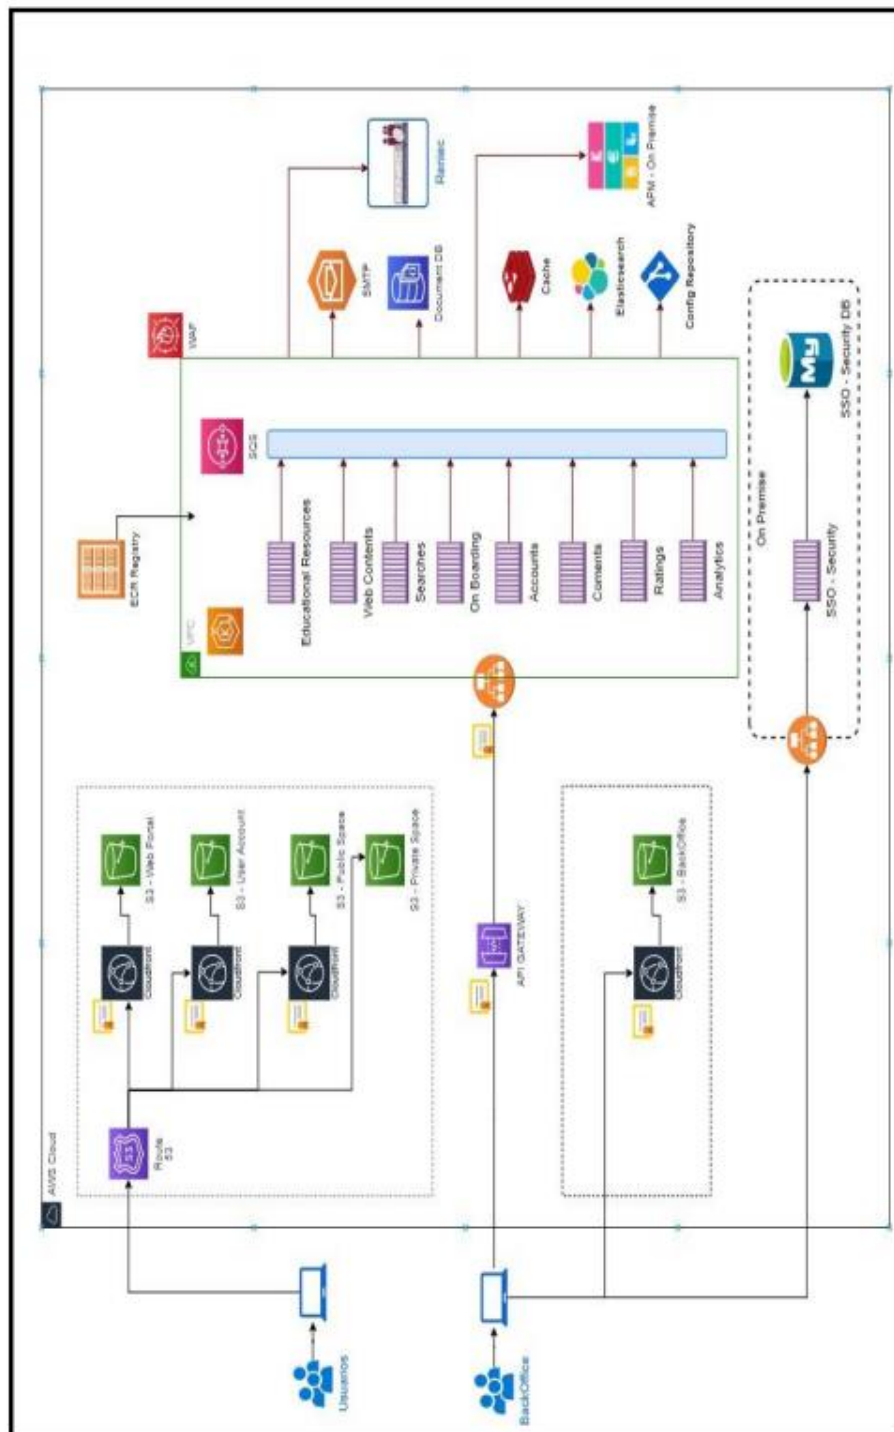 AWS Cloud
Usuarios
BackOffice
Route
53
Cloudfront
S3 - Web Portal
Cloudfront
S3 - User Account
Cloudfront
S3 - Public Space
S3 - Private Space
API GATEWAY
Cloudfront
S3 - BackOffice
ECR Registry
VPC
WAF
SQS
Educational Resources
Web Contents
Searches
On Boarding
Accounts
Coments
Ratings
Analytics
Reniec
SMTP
Document DB
APM - On Premise
Cache
Elasticsearch
Config Repository
On Premise
SSO - Security
My
SSO - Security DB